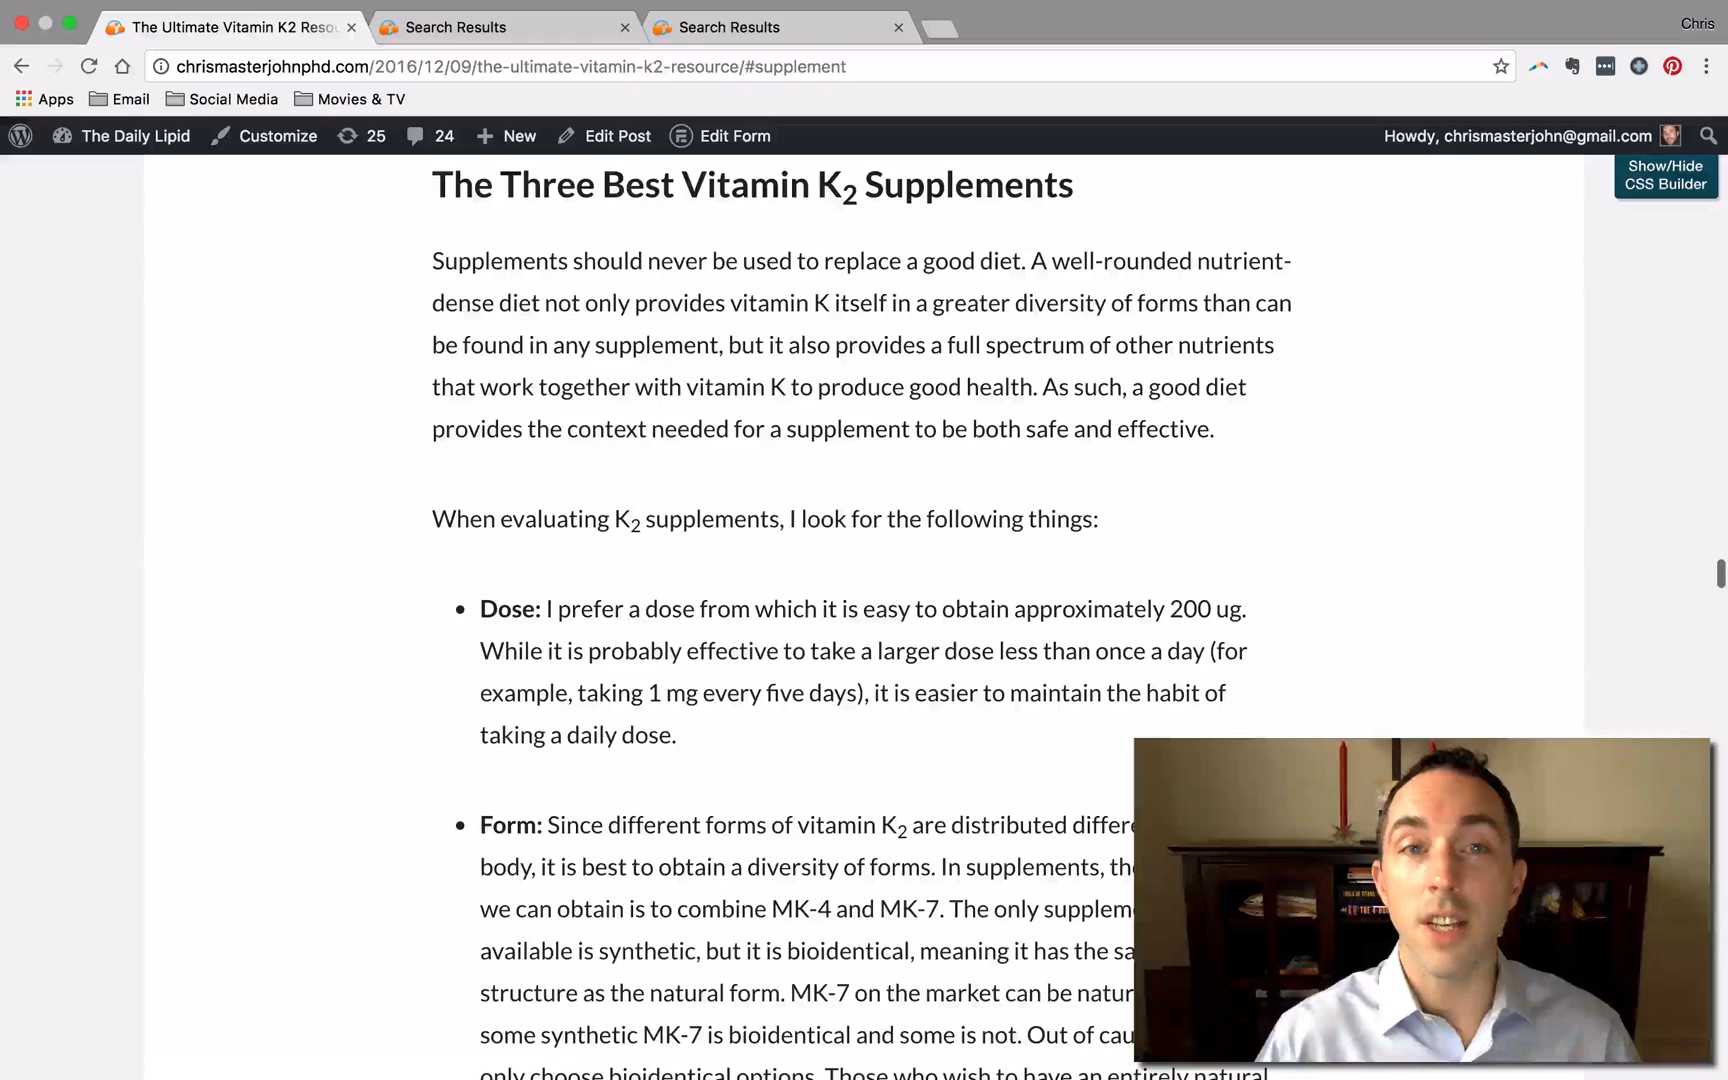 The Ultimate Vitamin K2 Reso
Search Results
Search Results
Chris
chrismasterjohnphd.com/2016/12/09/the-ultimate-vitamin-k2-resource/#supplement
Apps Email Social Media Movies & TV
The Daily Lipid Customize 25 24 New Edit Post Edit Form Howdy, chrismasterjohn@gmail.com
Show/Hide
CSS Builder
The Three Best Vitamin K₂ Supplements
Supplements should never be used to replace a good diet. A well-rounded nutrient-
dense diet not only provides vitamin K itself in a greater diversity of forms than can
be found in any supplement, but it also provides a full spectrum of other nutrients
that work together with vitamin K to produce good health. As such, a good diet
provides the context needed for a supplement to be both safe and effective.
When evaluating K₂ supplements, I look for the following things:
• Dose: I prefer a dose from which it is easy to obtain approximately 200 ug.
While it is probably effective to take a larger dose less than once a day (for
example, taking 1 mg every five days), it is easier to maintain the habit of
taking a daily dose.
• Form: Since different forms of vitamin K₂ are distributed differe
body, it is best to obtain a diversity of forms. In supplements, th
we can obtain is to combine MK-4 and MK-7. The only supplem
available is synthetic, but it is bioidentical, meaning it has the sa
structure as the natural form. MK-7 on the market can be natur
some synthetic MK-7 is bioidentical and some is not. Out of cau
only choose bioidentical options. Those who wish to have an entirely natural